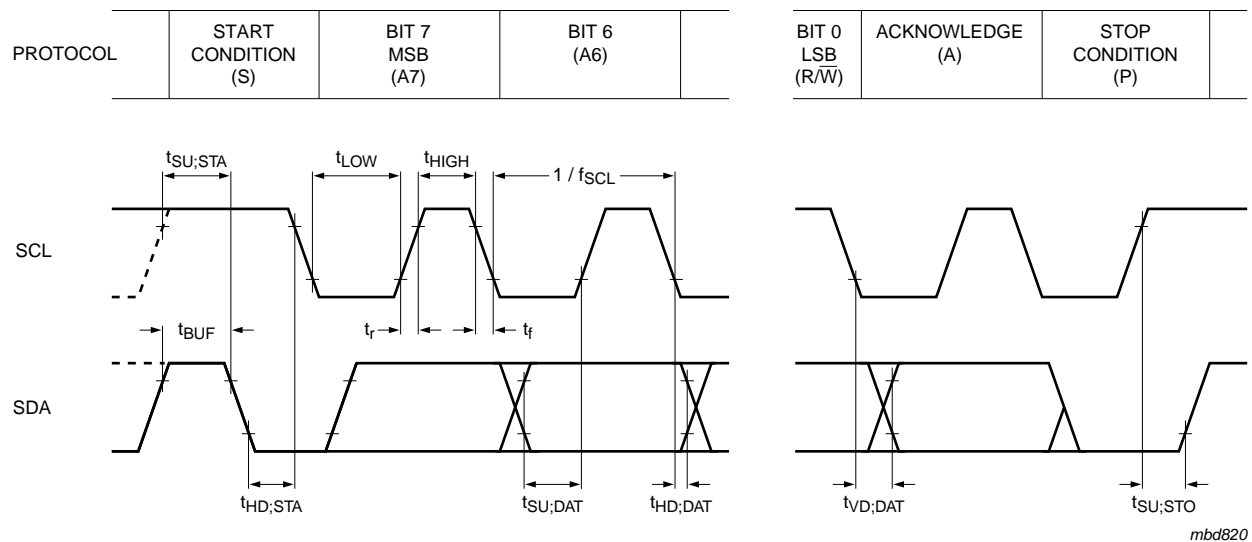 PROTOCOL
START
CONDITION
(S)
BIT 7
MSB
(A7)
BIT 6
(A6)
BIT 0
LSB
(R/W̅)
ACKNOWLEDGE
(A)
STOP
CONDITION
(P)
tSU;STA
tLOW
tHIGH
1 / fSCL
SCL
tBUF
tr
tf
SDA
tHD;STA
tSU;DAT
tHD;DAT
tVD;DAT
tSU;STO
mbd820